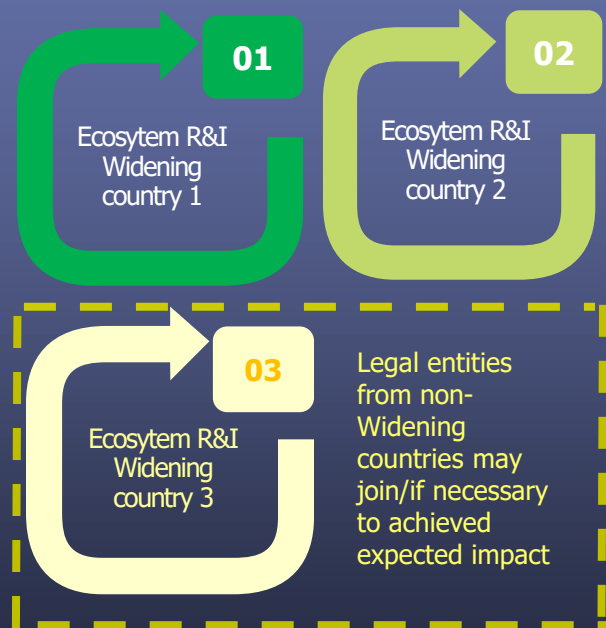 01
Ecosytem R&I
Widening
country 1
02
Ecosytem R&I
Widening
country 2
03
Ecosytem R&I
Widening
country 3
Legal entities
from non-
Widening
countries may
join/if necessary
to achieved
expected impact